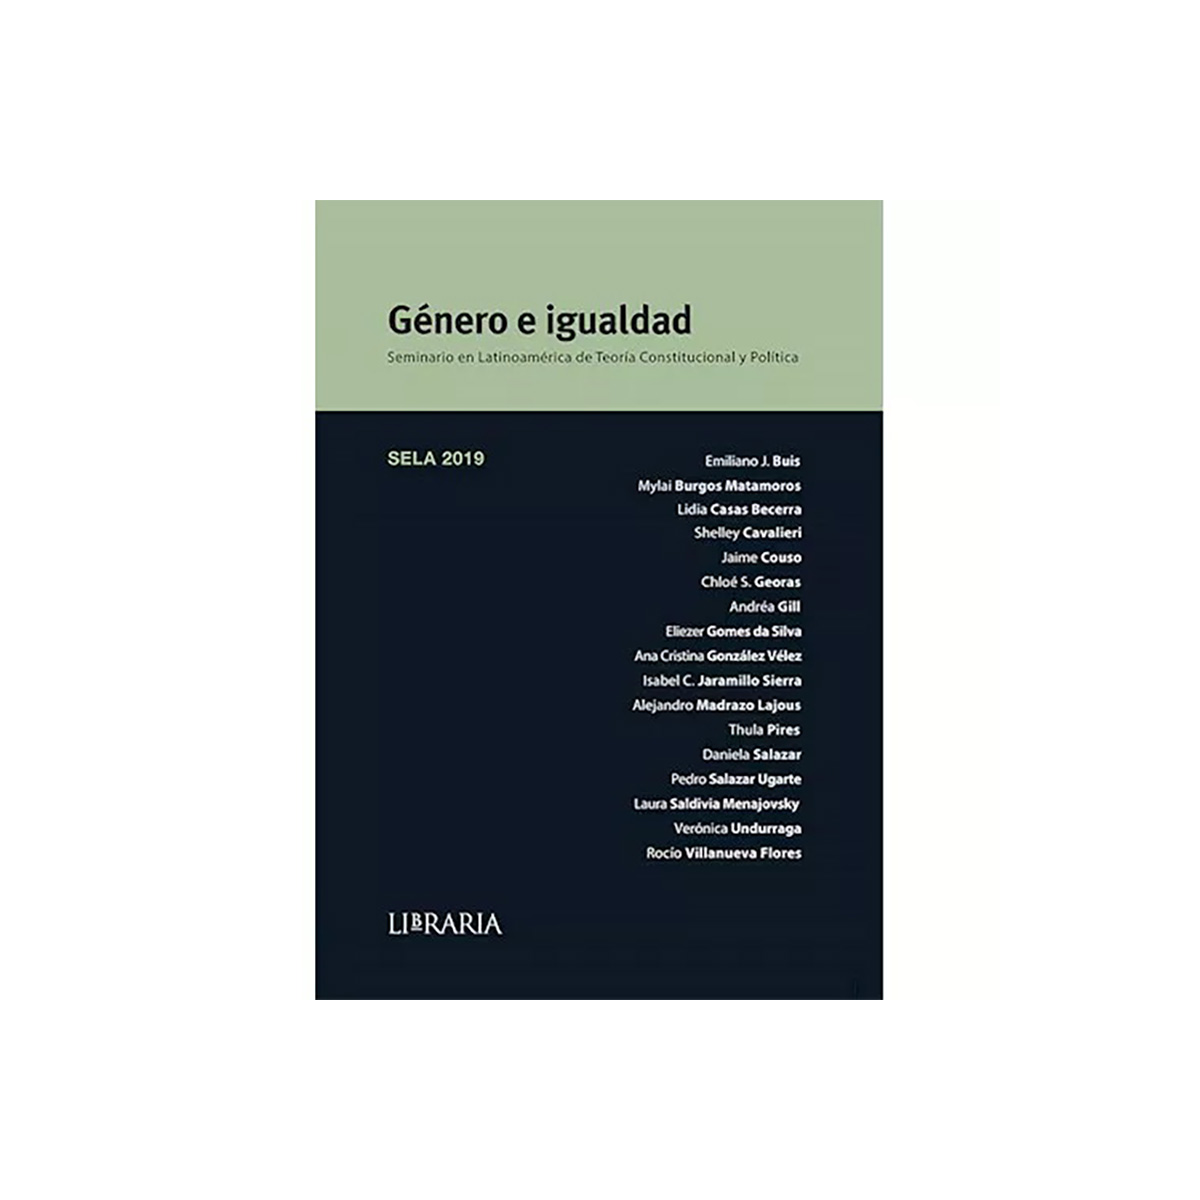 Género e igualdad
Seminario en Latinoamérica de Teoría Constitucional y Política
SELA 2019
Emiliano J. Buis
Mylai Burgos Matamoros
Lidia Casas Becerra
Shelley Cavalieri
Jaime Couso
Chloé S. Georas
Andréa Gill
Eliezer Gomes da Silva
Ana Cristina González Vélez
Isabel C. Jaramillo Sierra
Alejandro Madrazo Lajous
Thula Pires
Daniela Salazar
Pedro Salazar Ugarte
Laura Saldivia Menajovsky
Verónica Undurraga
Rocío Villanueva Flores
LIBRARIA